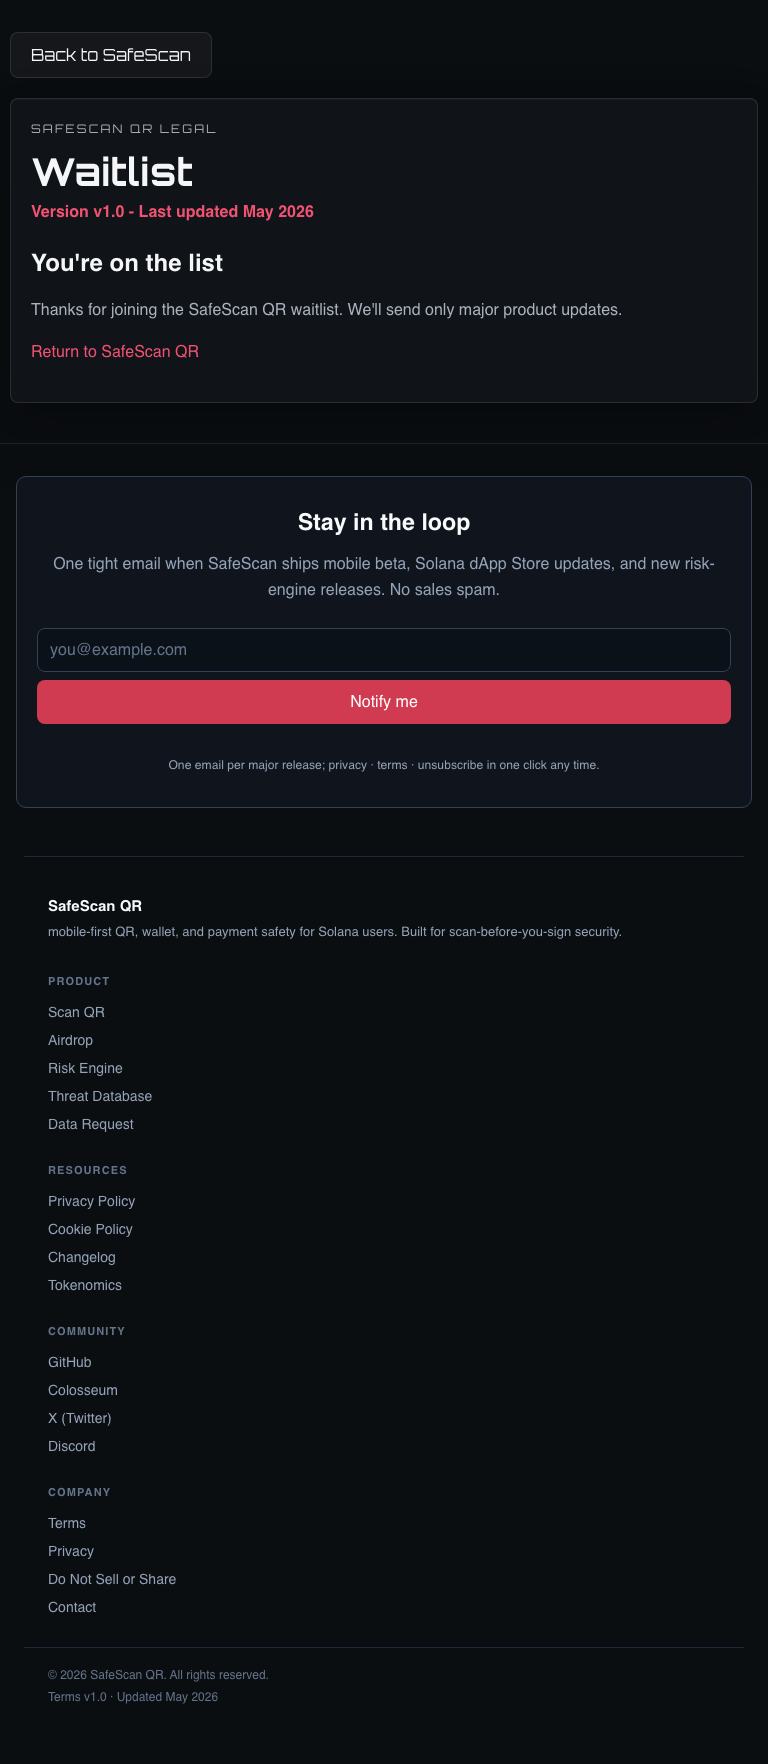 Back to SafeScan
SAFESCAN QR LEGAL
Waitlist
Version v1.0 - Last updated May 2026
You're on the list
Thanks for joining the SafeScan QR waitlist. We'll send only major product updates.
Return to SafeScan QR
Stay in the loop
One tight email when SafeScan ships mobile beta, Solana dApp Store updates, and new risk-
engine releases. No sales spam.
you@example.com
Notify me
One email per major release; privacy · terms · unsubscribe in one click any time.
SafeScan QR
mobile-first QR, wallet, and payment safety for Solana users. Built for scan-before-you-sign security.
PRODUCT
Scan QR
Airdrop
Risk Engine
Threat Database
Data Request
RESOURCES
Privacy Policy
Cookie Policy
Changelog
Tokenomics
COMMUNITY
GitHub
Colosseum
X (Twitter)
Discord
COMPANY
Terms
Privacy
Do Not Sell or Share
Contact
© 2026 SafeScan QR. All rights reserved.
Terms v1.0 · Updated May 2026